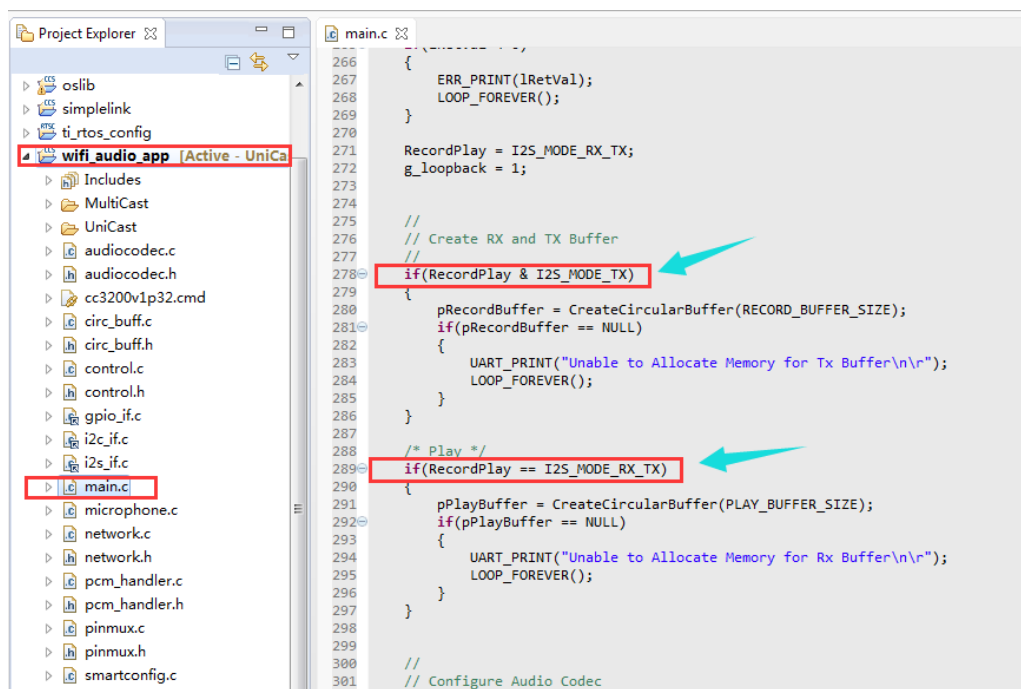 Project Explorer
oslib
simplelink
ti_rtos_config
wifi_audio_app [Active - UniCa
Includes
MultiCast
UniCast
audiocodec.c
audiocodec.h
cc3200v1p32.cmd
circ_buff.c
circ_buff.h
control.c
control.h
gpio_if.c
i2c_if.c
i2s_if.c
main.c
microphone.c
network.c
network.h
pcm_handler.c
pcm_handler.h
pinmux.c
pinmux.h
smartconfig.c
main.c
266 {
267 ERR_PRINT(lRetVal);
268 LOOP_FOREVER();
269 }
270
271 RecordPlay = I2S_MODE_RX_TX;
272 g_loopback = 1;
273
274
275 //
276 // Create RX and TX Buffer
277 //
278 if(RecordPlay & I2S_MODE_TX)
279 {
280 pRecordBuffer = CreateCircularBuffer(RECORD_BUFFER_SIZE);
281 if(pRecordBuffer == NULL)
282 {
283 UART_PRINT("Unable to Allocate Memory for Tx Buffer\n\r");
284 LOOP_FOREVER();
285 }
286 }
287
288 /* Play */
289 if(RecordPlay == I2S_MODE_RX_TX)
290 {
291 pPlayBuffer = CreateCircularBuffer(PLAY_BUFFER_SIZE);
292 if(pPlayBuffer == NULL)
293 {
294 UART_PRINT("Unable to Allocate Memory for Rx Buffer\n\r");
295 LOOP_FOREVER();
296 }
297 }
298
299
300 //
301 // Configure Audio Codec